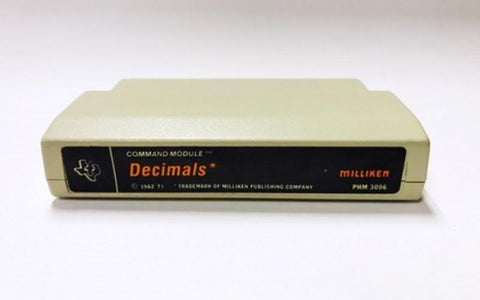 COMMAND MODULE™
Decimals*
MILLIKEN
© 1982 TI * TRADEMARK OF MILLIKEN PUBLISHING COMPANY
PHM 3096